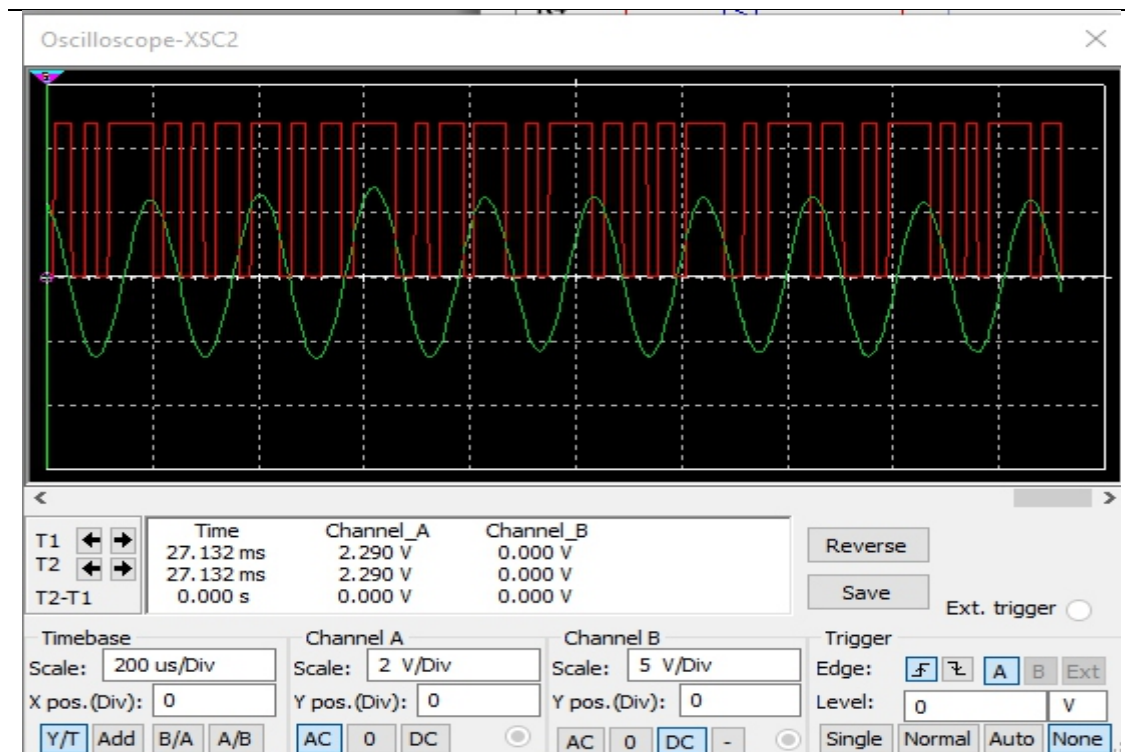 Oscilloscope-XSC2
Time Channel_A Channel_B
T1 27.132 ms 2.290 V 0.000 V
T2 27.132 ms 2.290 V 0.000 V
T2-T1 0.000 s 0.000 V 0.000 V
Reverse
Save
Ext. trigger
Timebase
Scale: 200 us/Div
X pos.(Div): 0
Y/T Add B/A A/B
Channel A
Scale: 2 V/Div
Y pos.(Div): 0
AC 0 DC
Channel B
Scale: 5 V/Div
Y pos.(Div): 0
AC 0 DC -
Trigger
Edge: A B Ext
Level: 0 V
Single Normal Auto None